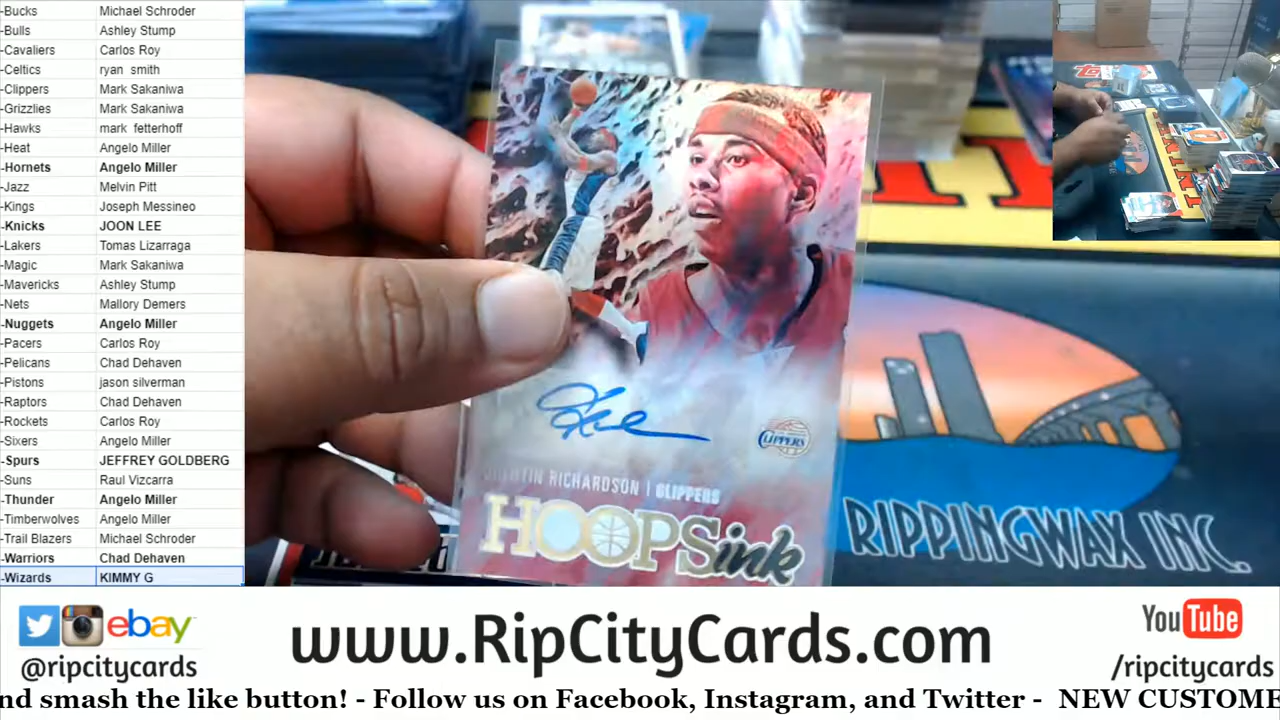 -Bucks Michael Schroder
-Bulls Ashley Stump
-Cavaliers Carlos Roy
-Celtics ryan smith
-Clippers Mark Sakaniwa
-Grizzlies Mark Sakaniwa
-Hawks mark fetterhoff
-Heat Angelo Miller
-Hornets Angelo Miller
-Jazz Melvin Pitt
-Kings Joseph Messineo
-Knicks JOON LEE
-Lakers Tomas Lizarraga
-Magic Mark Sakaniwa
-Mavericks Ashley Stump
-Nets Mallory Demers
-Nuggets Angelo Miller
-Pacers Carlos Roy
-Pelicans Chad Dehaven
-Pistons jason silverman
-Raptors Chad Dehaven
-Rockets Carlos Roy
-Sixers Angelo Miller
-Spurs JEFFREY GOLDBERG
-Suns Raul Vizcarra
-Thunder Angelo Miller
-Timberwolves Angelo Miller
-Trail Blazers Michael Schroder
-Warriors Chad Dehaven
-Wizards KIMMY G
CLIPPERS
RICHARDSON | CLIPPERS
HOOPS ink
RIPPINGWAX INC.
ebay
@ripcitycards
www.RipCityCards.com
YouTube
/ripcitycards
nd smash the like button! - Follow us on Facebook, Instagram, and Twitter - NEW CUSTOME